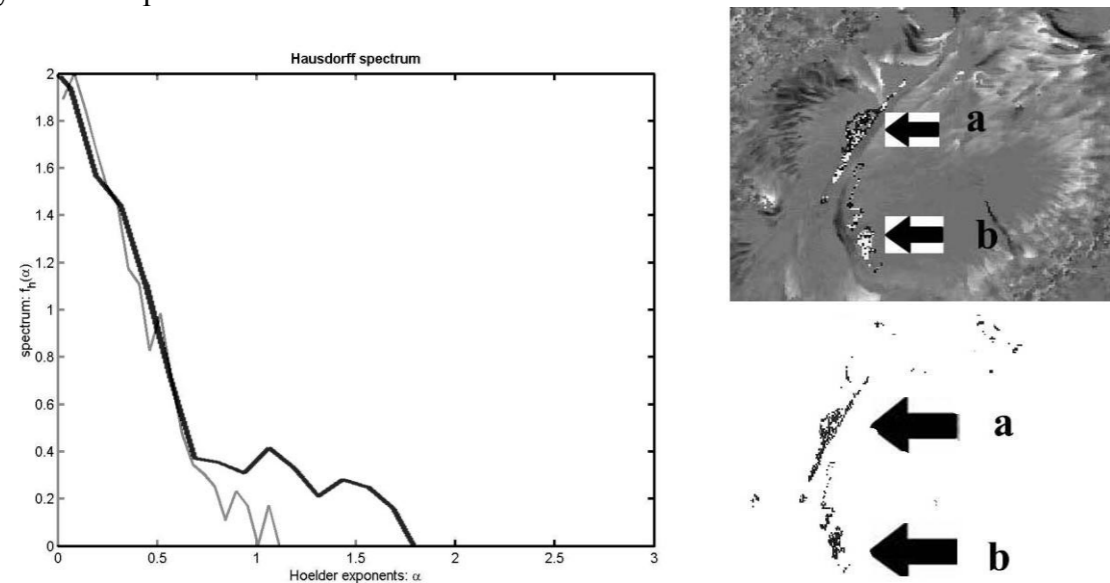 Hausdorff spectrum
spectrum: fₕ(α)
2
1.8
1.6
1.4
1.2
1
0.8
0.6
0.4
0.2
0
0 0.5 1 1.5 2 2.5 3
Hoelder exponents: α
a
b
a
b